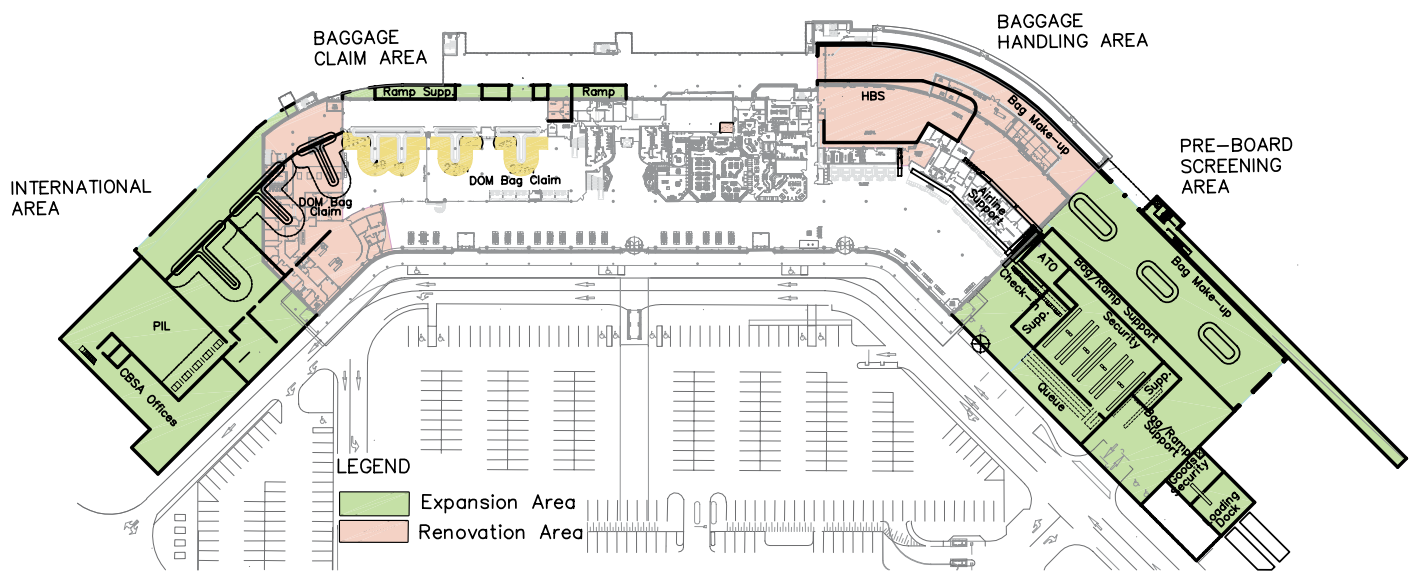 BAGGAGE
CLAIM AREA
BAGGAGE
HANDLING AREA
PRE-BOARD
SCREENING
AREA
INTERNATIONAL
AREA
Ramp Supp.
Ramp
HBS
Bag Make-up
DOM Bag Claim
DOM Bag
Claim
Airline
Support
ATO
Bag/Ramp Support
Bag Make-up
Check-in
Supp.
Security
Queue
Supp.
Bag/Ramp
Support
Goods
Security
Loading
Dock
PIL
CBSA Offices
LEGEND
Expansion Area
Renovation Area